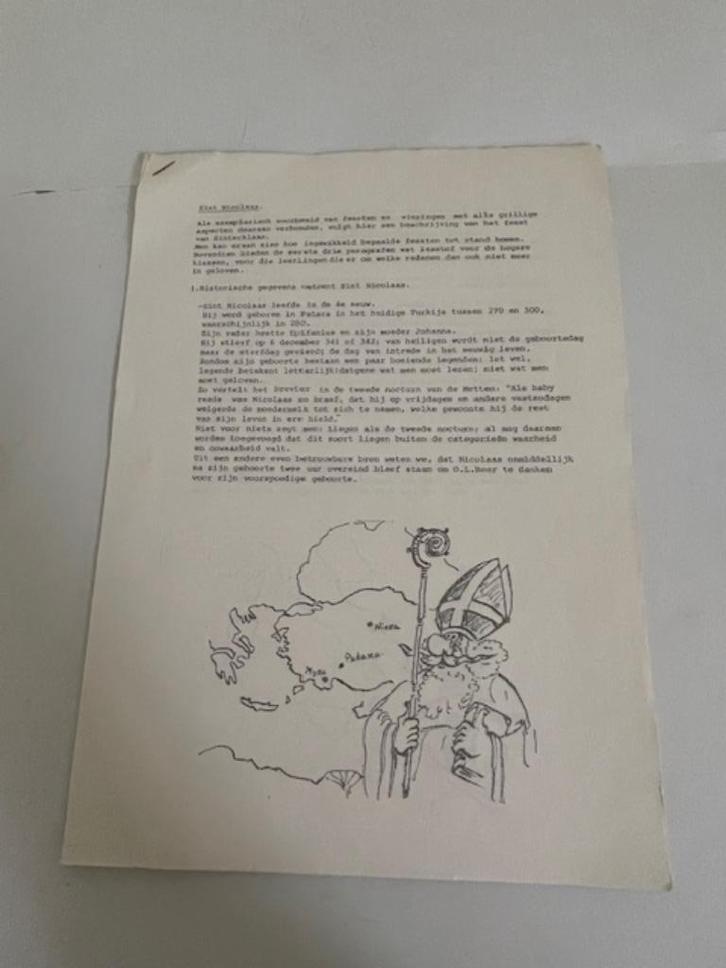 Sint Nicolaas.
Als exemplarisch voorbeeld van feesten en vieringen met alle grillige
aspecten daaraan verbonden, volgt hier een beschrijving van het feest
van Sinterklaas.
Men kan eruit zien hoe ingewikkeld bepaalde feesten tot stand komen.
Bovendien bieden de eerste drie paragrafen wat leesstof voor de hogere
klassen, voor die leerlingen die er om welke redenen dan ook niet meer
in geloven.
1. Historische gegevens omtrent Sint Nicolaas.
-Sint Nicolaas leefde in de 4e eeuw.
Hij werd geboren in Patara in het huidige Turkije tussen 270 en 300,
waarschijnlijk in 280.
Zijn vader heette Epifanius en zijn moeder Johanna.
Hij stierf op 6 december 341 of 342; van heiligen wordt niet de geboortedag
maar de sterfdag gevierd; de dag van intrede in het eeuwig leven.
Rondom zijn geboorte bestaan een paar boeiende legenden: let wel,
legende betekent letterlijk: datgene wat men moet lezen; niet wat men
moet geloven.
Zo vertelt het brevier in de tweede nocturn van de Metten: "Als baby
reeds was Nicolaas zo braaf, dat hij op vrijdagen en andere vastendagen
weigerde de moedermelk tot zich te nemen, welke gewoonte hij de rest
van zijn leven in ere hield."
Niet voor niets zegt men: Liegen als de tweede nocturn; al mag daaraan
worden toegevoegd dat dit soort liegen buiten de categorieën waarheid
en onwaarheid valt.
Uit een andere even betrouwbare bron weten we, dat Nicolaas onmiddellijk
na zijn geboorte twee uur overeind bleef staan om O.L.Heer te danken
voor zijn voorspoedige geboorte.
Nicea
Patara
Myra